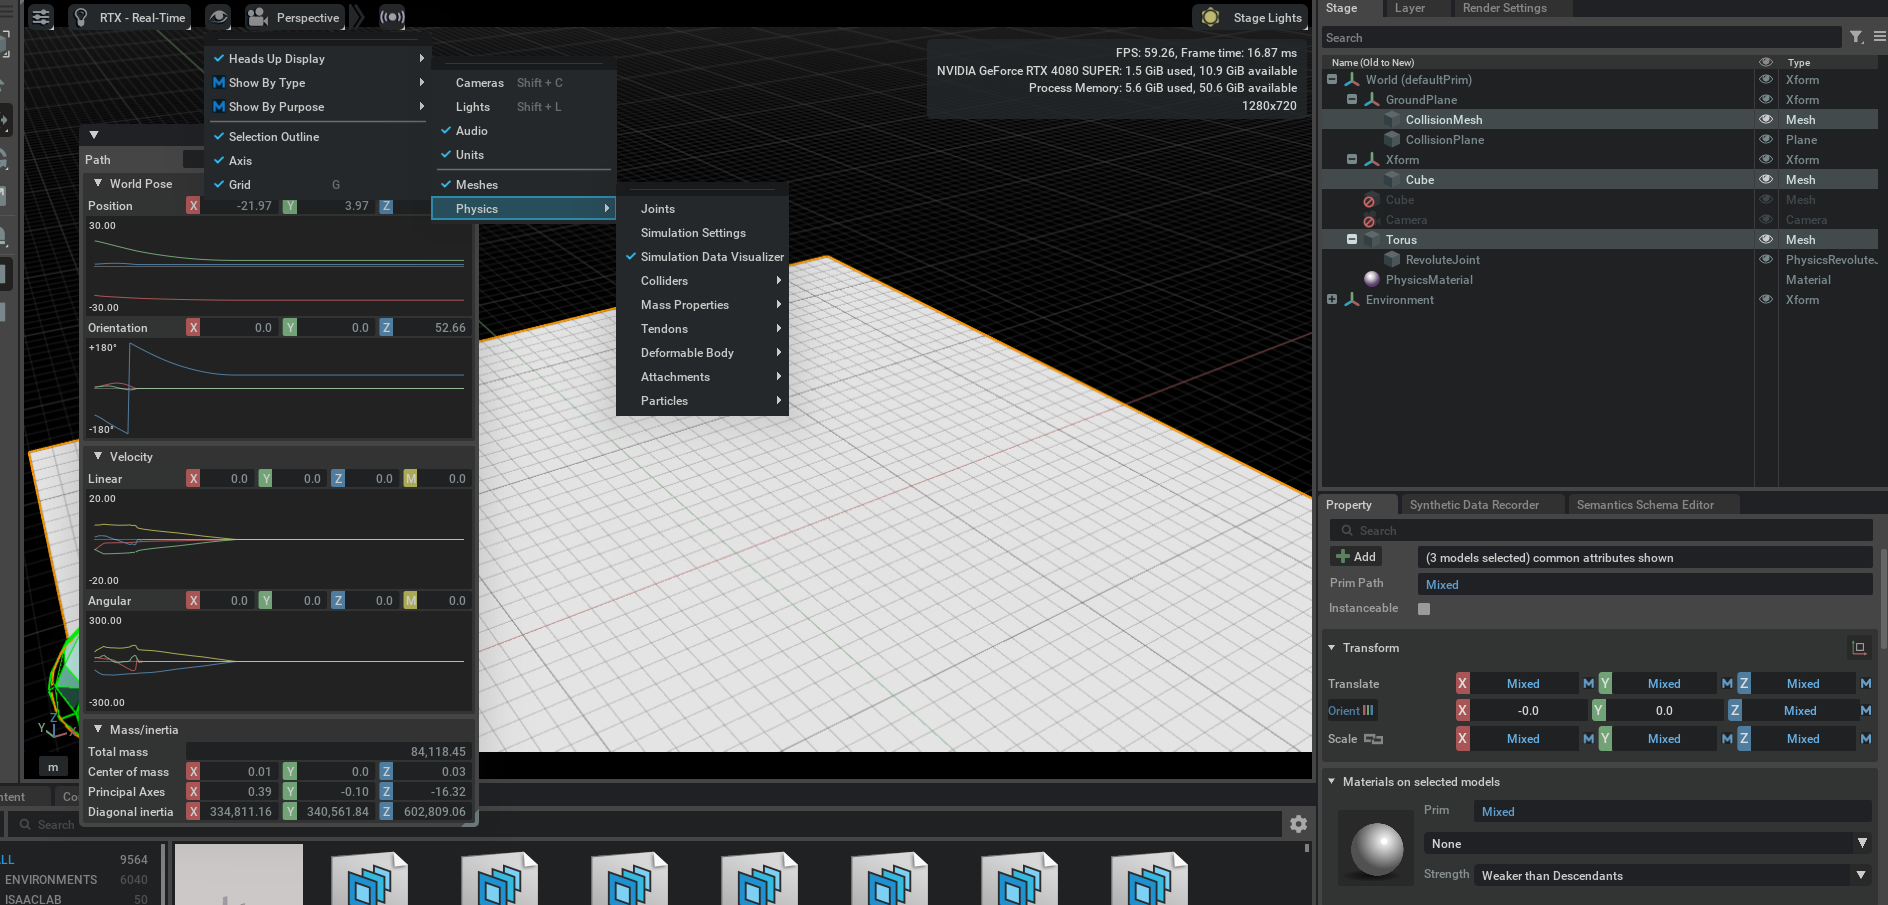 RTX - Real-Time
Perspective
Stage Lights
Heads Up Display
Show By Type
Show By Purpose
Selection Outline
Axis
Grid G
Cameras Shift + C
Lights Shift + L
Audio
Units
Meshes
Physics
Joints
Simulation Settings
Simulation Data Visualizer
Colliders
Mass Properties
Tendons
Deformable Body
Attachments
Particles
FPS: 59.26, Frame time: 16.87 ms
NVIDIA GeForce RTX 4080 SUPER: 1.5 GiB used, 10.9 GiB available
Process Memory: 5.6 GiB used, 50.6 GiB available
1280x720
Path
World Pose
Position X -21.97 Y 3.97 Z
30.00
-30.00
Orientation X 0.0 Y 0.0 Z 52.66
+180°
-180°
Velocity
Linear X 0.0 Y 0.0 Z 0.0 M 0.0
20.00
-20.00
Angular X 0.0 Y 0.0 Z 0.0 M 0.0
300.00
-300.00
Mass/inertia
Total mass 84,118.45
Center of mass X 0.01 Y 0.0 Z 0.03
Principal Axes X 0.39 Y -0.10 Z -16.32
Diagonal inertia X 334,811.16 Y 340,561.84 Z 602,809.06
Z
Y
X
m
ntent Co
Search
LL 9564
ENVIRONMENTS 6040
ISAACLAB 50
Stage Layer Render Settings
Search
Name (Old to New) Type
World (defaultPrim) Xform
GroundPlane Xform
CollisionMesh Mesh
CollisionPlane Plane
Xform Xform
Cube Mesh
Cube Mesh
Camera Camera
Torus Mesh
RevoluteJoint PhysicsRevoluteJ
PhysicsMaterial Material
Environment Xform
Property Synthetic Data Recorder Semantics Schema Editor
Search
Add (3 models selected) common attributes shown
Prim Path Mixed
Instanceable
Transform
Translate X Mixed M Y Mixed M Z Mixed M
Orient X -0.0 Y 0.0 Z Mixed M
Scale X Mixed M Y Mixed M Z Mixed M
Materials on selected models
Prim Mixed
None
Strength Weaker than Descendants